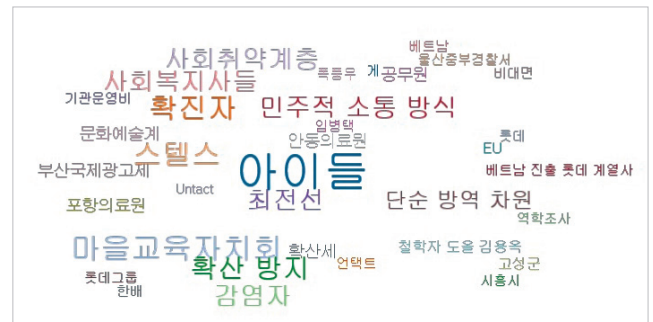 베트남
사회취약계층
울산중부경찰서
룩틍우
게
공무원
비대면
사회복지사들
기관운영비
확진자
민주적 소통 방식
임병택
문화예술계
안동의료원
롯데
스텔스
EU
부산국제광고제
아이들
베트남 진출 롯데 계열사
Untact
최전선
단순 방역 차원
포항의료원
역학조사
마을교육자치회
확산세
철학자 도올 김용옥
확산 방지
언택트
고성군
롯데그룹
시흥시
한배
감염자